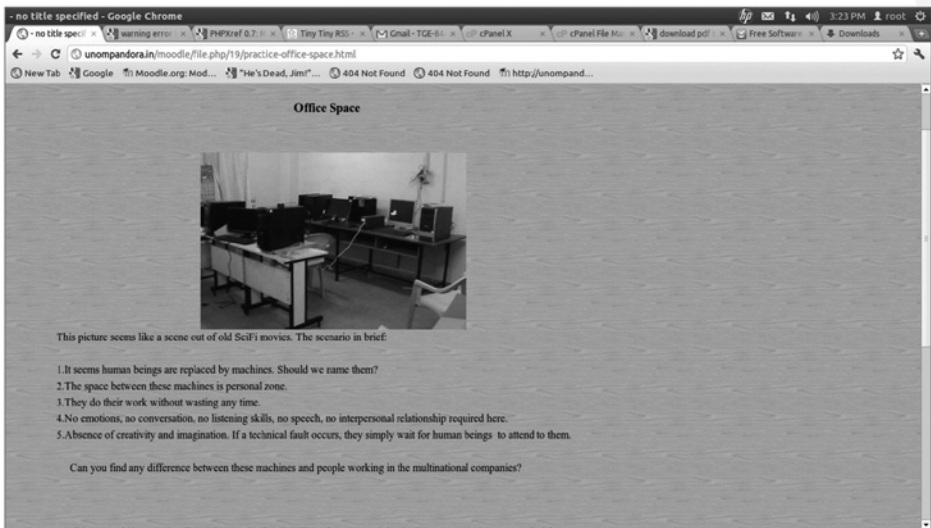 - no title specified - Google Chrome
hp 3:23 PM root
- no title specif × warning error × PHPXref 0.7: × Tiny Tiny RSS - × Gmail - TGE- × cP cPanel X × cP cPanel File Ma × download pdf × Free Software × Downloads ×
unompandora.in/moodle/file.php/19/practice-office-space.html
New Tab Google Moodle.org: Mod... "He's Dead, Jim!"... 404 Not Found 404 Not Found http://unompand...
Office Space
This picture seems like a scene out of old SciFi movies. The scenario in brief:
1.It seems human beings are replaced by machines. Should we name them?
2.The space between these machines is personal zone.
3.They do their work without wasting any time.
4.No emotions, no conversation, no listening skills, no speech, no interpersonal relationship required here.
5.Absence of creativity and imagination. If a technical fault occurs, they simply wait for human beings to attend to them.
Can you find any difference between these machines and people working in the multinational companies?